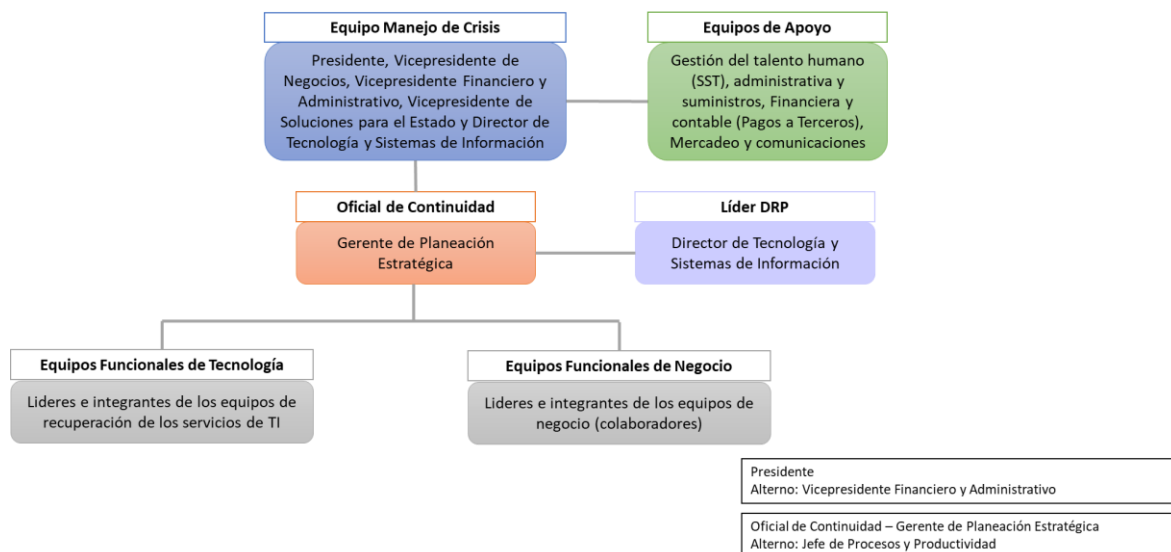 Equipo Manejo de Crisis
Presidente, Vicepresidente de
Negocios, Vicepresidente Financiero y
Administrativo, Vicepresidente de
Soluciones para el Estado y Director de
Tecnología y Sistemas de Información
Equipos de Apoyo
Gestión del talento humano
(SST), administrativa y
suministros, Financiera y
contable (Pagos a Terceros),
Mercadeo y comunicaciones
Oficial de Continuidad
Gerente de Planeación
Estratégica
Líder DRP
Director de Tecnología y
Sistemas de Información
Equipos Funcionales de Tecnología
Lideres e integrantes de los equipos de
recuperación de los servicios de TI
Equipos Funcionales de Negocio
Lideres e integrantes de los equipos de
negocio (colaboradores)
Presidente
Alterno: Vicepresidente Financiero y Administrativo
Oficial de Continuidad – Gerente de Planeación Estratégica
Alterno: Jefe de Procesos y Productividad